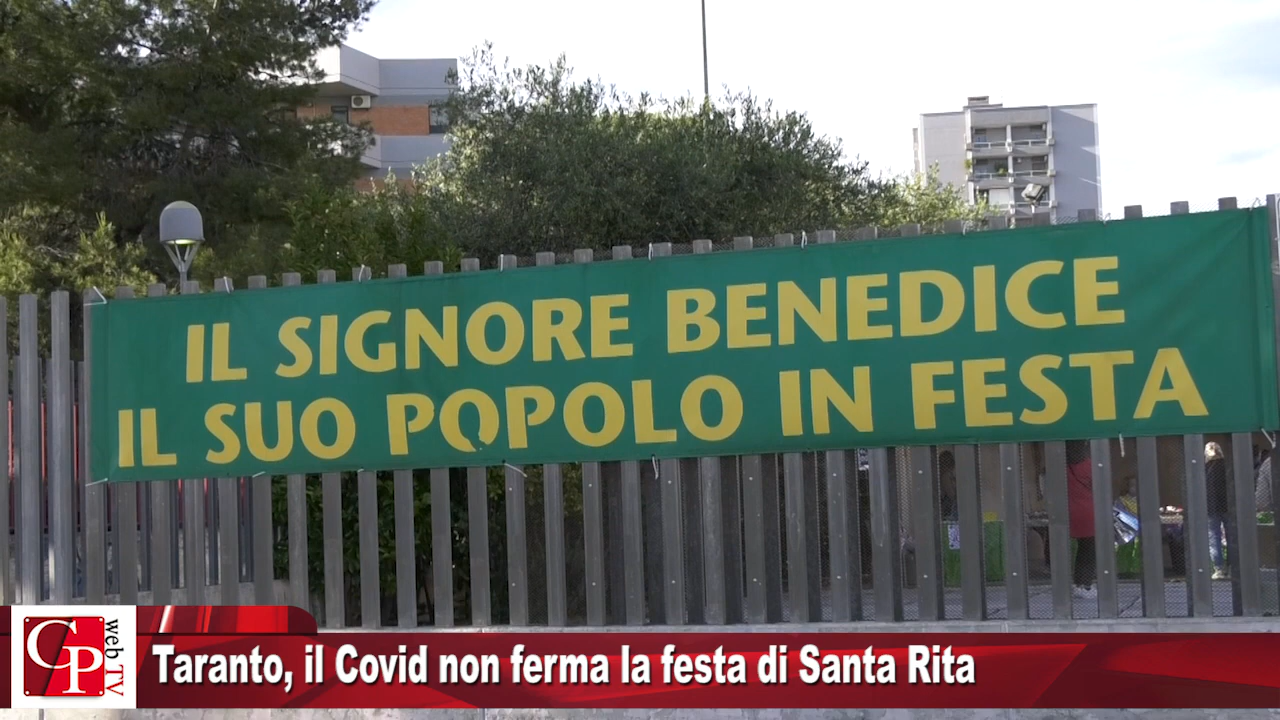 IL SIGNORE BENEDICE
IL SUO POPOLO IN FESTA
CP
web TV
Taranto, il Covid non ferma la festa di Santa Rita